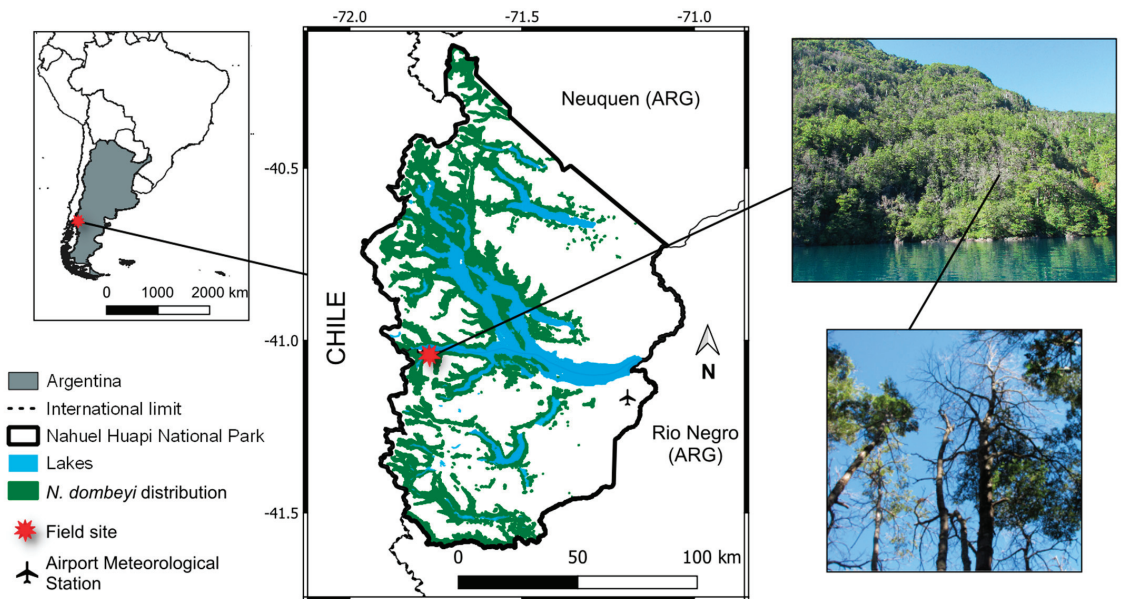 -72.0
-71.5
-71.0
Neuquen (ARG)
-40.5
0
1000
2000 km
CHILE
-41.0
N
Rio Negro
(ARG)
-41.5
0
50
100 km
Argentina
International limit
Nahuel Huapi National Park
Lakes
N. dombeyi distribution
Field site
Airport Meteorological
Station